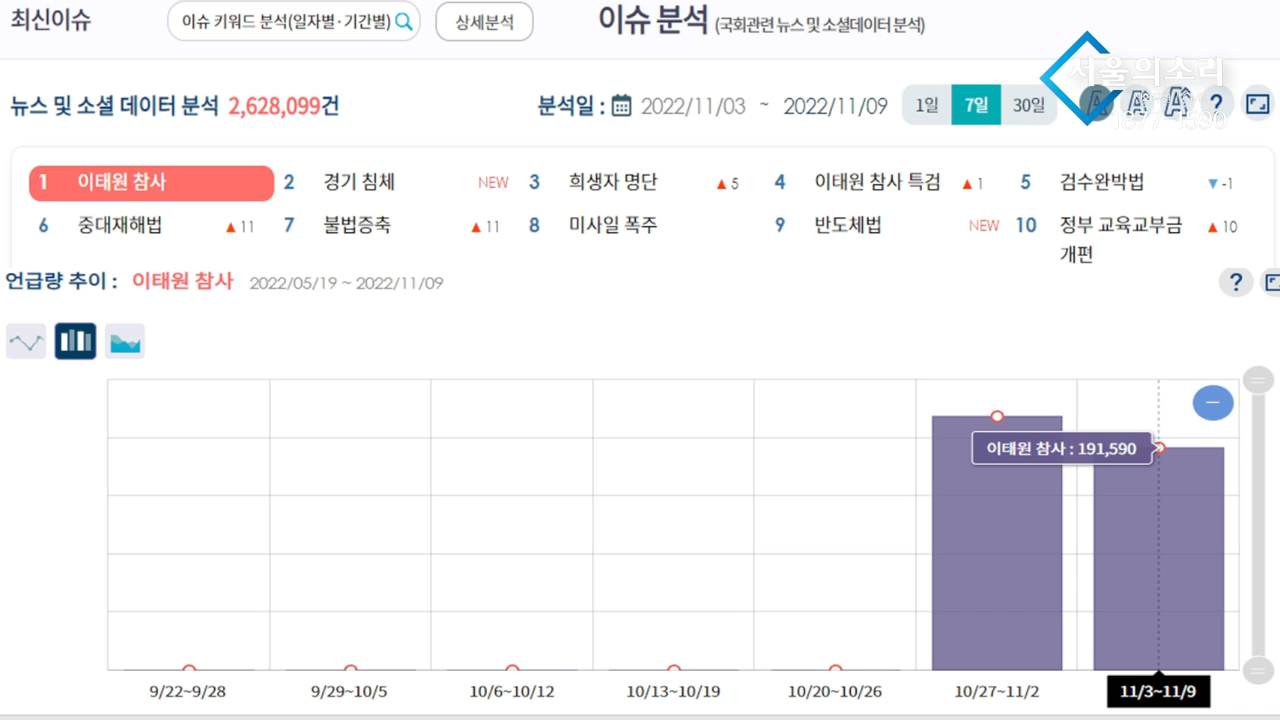 최신이슈
이슈 키워드 분석(일자별·기간별)
상세분석
이슈 분석 (국회관련 뉴스 및 소셜데이터 분석)
서울의소리
뉴스 및 소셜 데이터 분석 2,628,099건
분석일 : 2022/11/03 ~ 2022/11/09
1일 7일 30일
A A A ?
1877-1590
1 이태원 참사
2 경기 침체 NEW
3 희생자 명단 ▲ 5
4 이태원 참사 특검 ▲ 1
5 검수완박법 ▼ -1
6 중대재해법 ▲ 11
7 불법증축 ▲ 11
8 미사일 폭주
9 반도체법 NEW
10 정부 교육교부금 ▲ 10
개편
언급량 추이 : 이태원 참사 2022/05/19 ~ 2022/11/09
?
이태원 참사 : 191,590
9/22~9/28 9/29~10/5 10/6~10/12 10/13~10/19 10/20~10/26 10/27~11/2 11/3~11/9